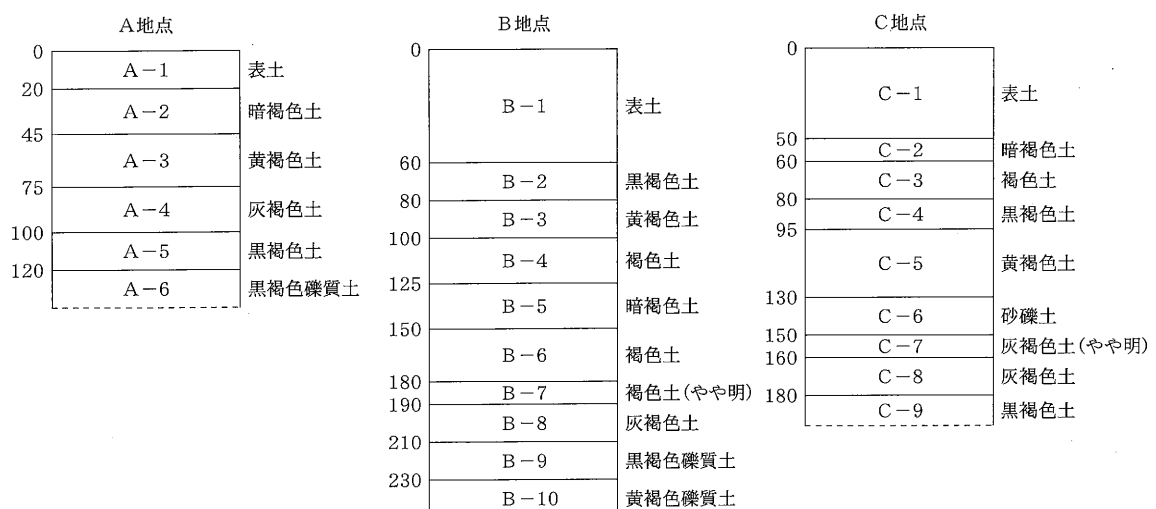 A地点
0
A-1 表土
20
A-2 暗褐色土
45
A-3 黄褐色土
75
A-4 灰褐色土
100
A-5 黒褐色土
120
A-6 黒褐色礫質土
B地点
0
B-1 表土
60
B-2 黒褐色土
80
B-3 黄褐色土
100
B-4 褐色土
125
B-5 暗褐色土
150
B-6 褐色土
180
B-7 褐色土(やや明)
190
B-8 灰褐色土
210
B-9 黒褐色礫質土
230
B-10 黄褐色礫質土
C地点
0
C-1 表土
50
C-2 暗褐色土
60
C-3 褐色土
80
C-4 黒褐色土
95
C-5 黄褐色土
130
C-6 砂礫土
150
C-7 灰褐色土(やや明)
160
C-8 灰褐色土
180
C-9 黒褐色土